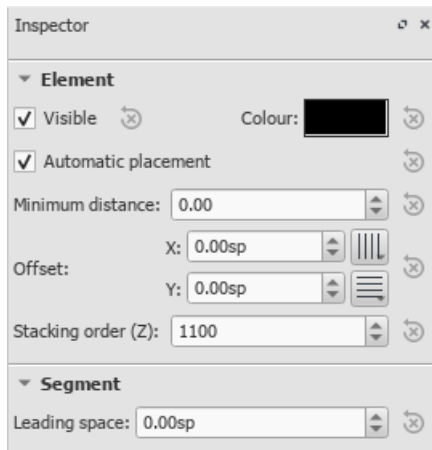 Inspector
Element
Visible Colour:
Automatic placement
Minimum distance: 0.00
X: 0.00sp
Offset:
Y: 0.00sp
Stacking order (Z): 1100
Segment
Leading space: 0.00sp